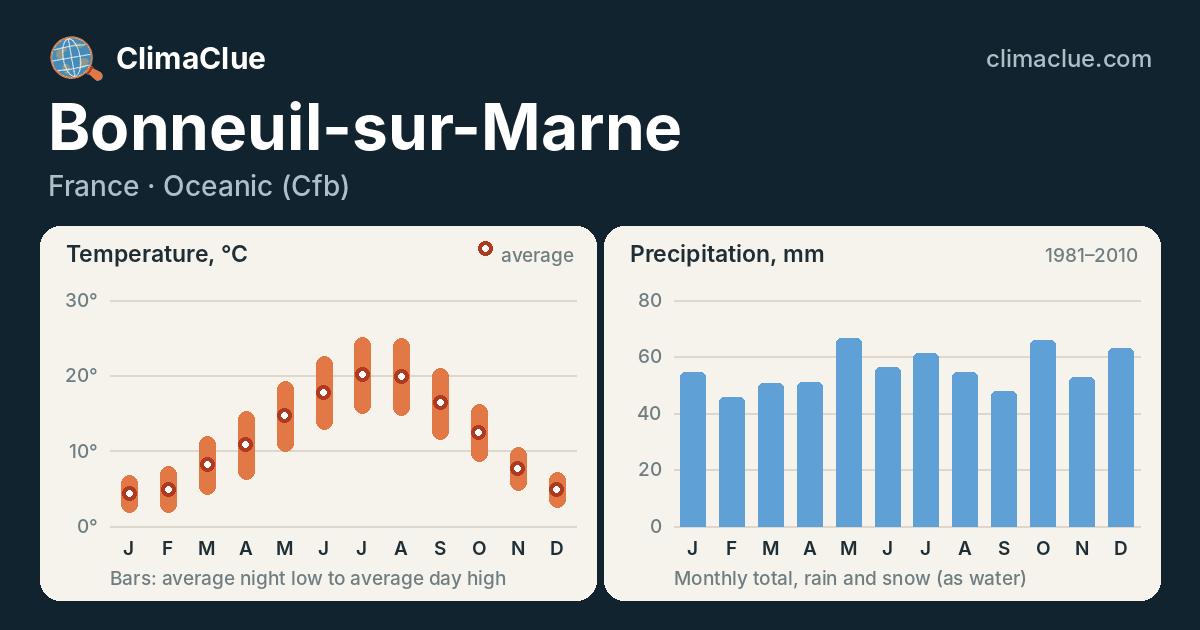 ClimaClue
climaclue.com
Bonneuil-sur-Marne
France · Oceanic (Cfb)
Temperature, °C
average
30°
20°
10°
0°
J F M A M J J A S O N D
Bars: average night low to average day high
Precipitation, mm
1981–2010
80
60
40
20
0
J F M A M J J A S O N D
Monthly total, rain and snow (as water)